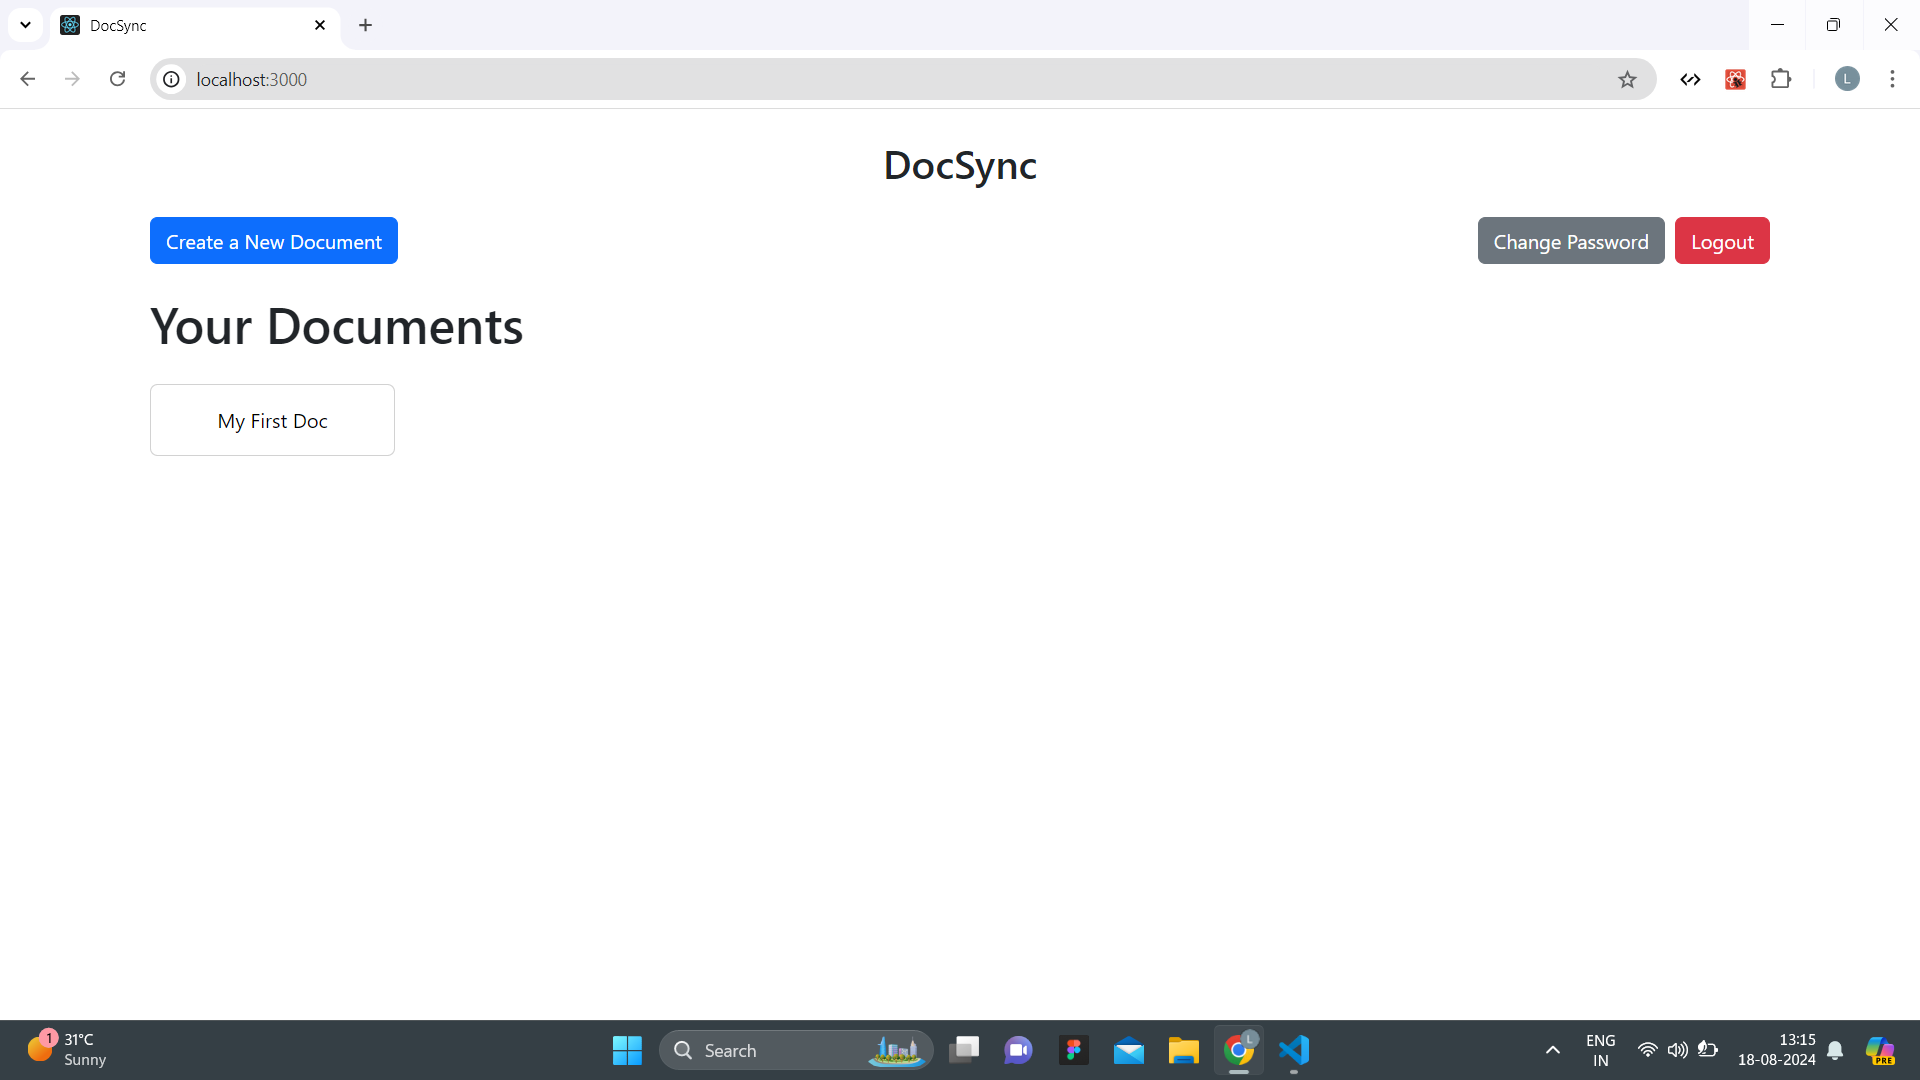 DocSync
localhost:3000
L
DocSync
Create a New Document
Change Password
Logout
Your Documents
My First Doc
1
31°C
Sunny
Search
L
ENG
IN
13:15
18-08-2024
PRE